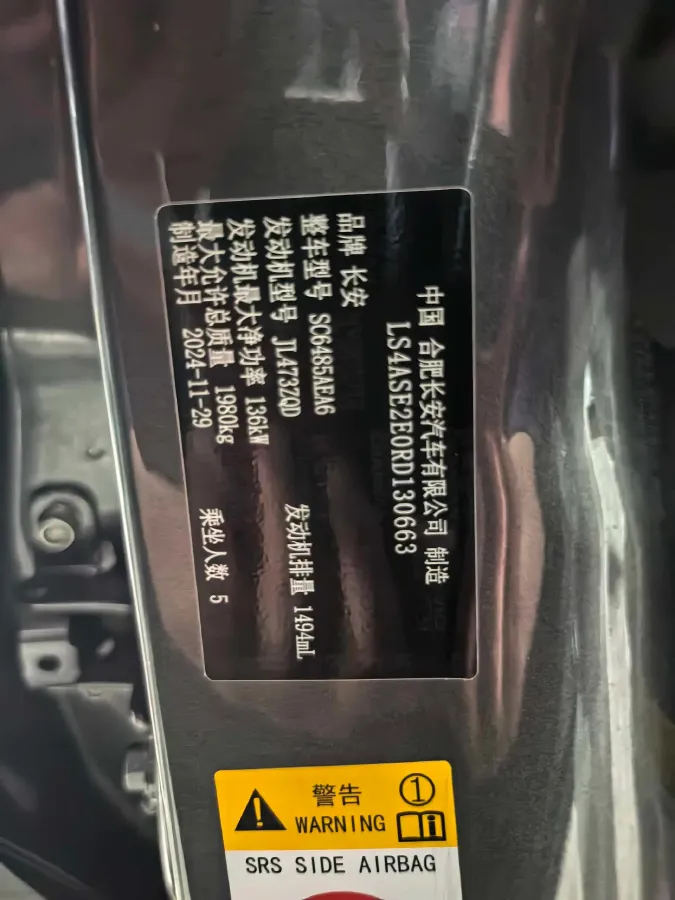 中国 合肥长安汽车有限公司 制造
LS4ASE2E0RD130663
品牌 长安
整车型号 SC6485AEA6
发动机型号 JL473ZQD 发动机排量 1494mL
发动机最大净功率 136kW
最大允许总质量 1980kg
制造年月 2024-11-29 乘坐人数 5
警告 ①
WARNING
SRS SIDE AIRBAG